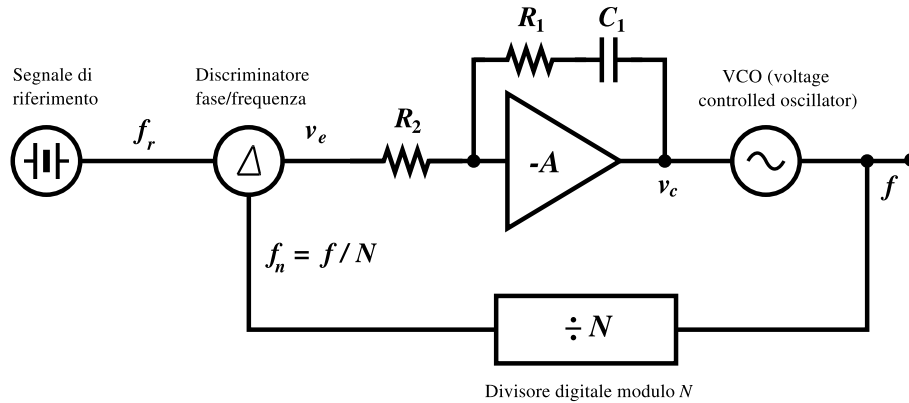 R1 C1
Segnale di
riferimento
Discriminatore
fase/frequenza
VCO (voltage
controlled oscillator)
fr
ve
R2
Δ
-A
vc
f
fn = f / N
÷ N
Divisore digitale modulo N